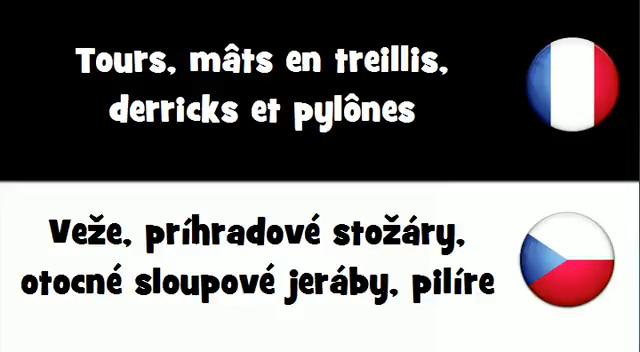 Tours, mâts en treillis,
derricks et pylônes
Veže, príhradové stožáry,
otocné sloupové jeráby, pilíre